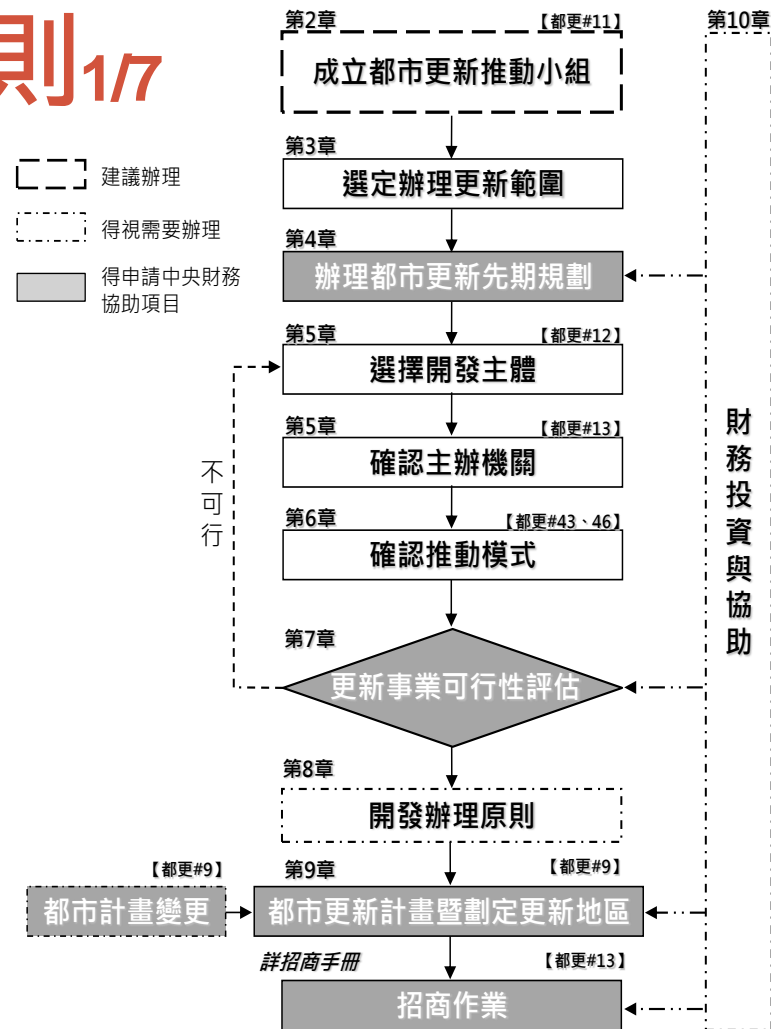 則1/7
建議辦理
得視需要辦理
得申請中央財務
協助項目
第2章
【都更#11】
成立都市更新推動小組
第3章
選定辦理更新範圍
第4章
辦理都市更新先期規劃
第5章
【都更#12】
選擇開發主體
第5章
【都更#13】
確認主辦機關
第6章
【都更#43、46】
確認推動模式
不可行
第7章
更新事業可行性評估
第8章
開發辦理原則
【都更#9】
都市計畫變更
第9章
【都更#9】
都市更新計畫暨劃定更新地區
詳招商手冊
【都更#13】
招商作業
第10章
財務投資與協助